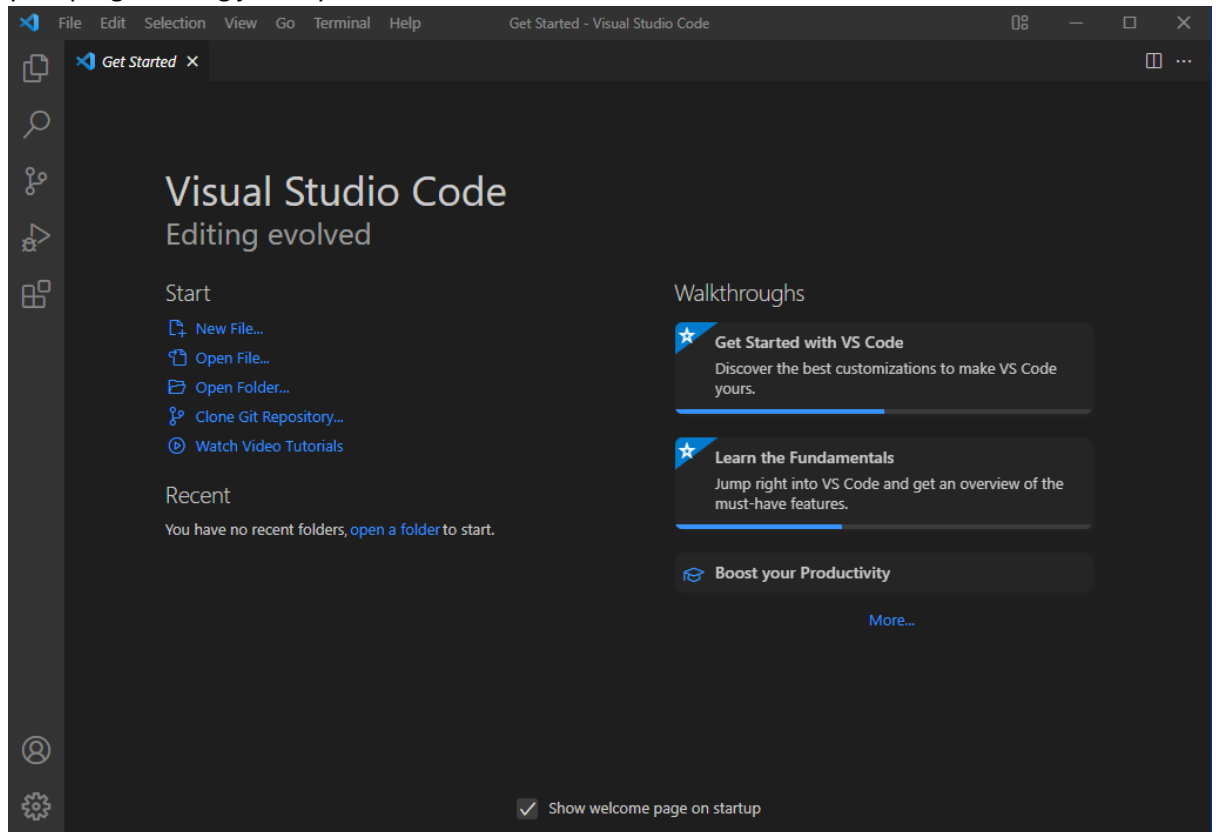 File Edit Selection View Go Terminal Help Get Started - Visual Studio Code
Get Started
Visual Studio Code
Editing evolved
Start
New File...
Open File...
Open Folder...
Clone Git Repository...
Watch Video Tutorials
Recent
You have no recent folders, open a folder to start.
Walkthroughs
Get Started with VS Code
Discover the best customizations to make VS Code
yours.
Learn the Fundamentals
Jump right into VS Code and get an overview of the
must-have features.
Boost your Productivity
More...
Show welcome page on startup